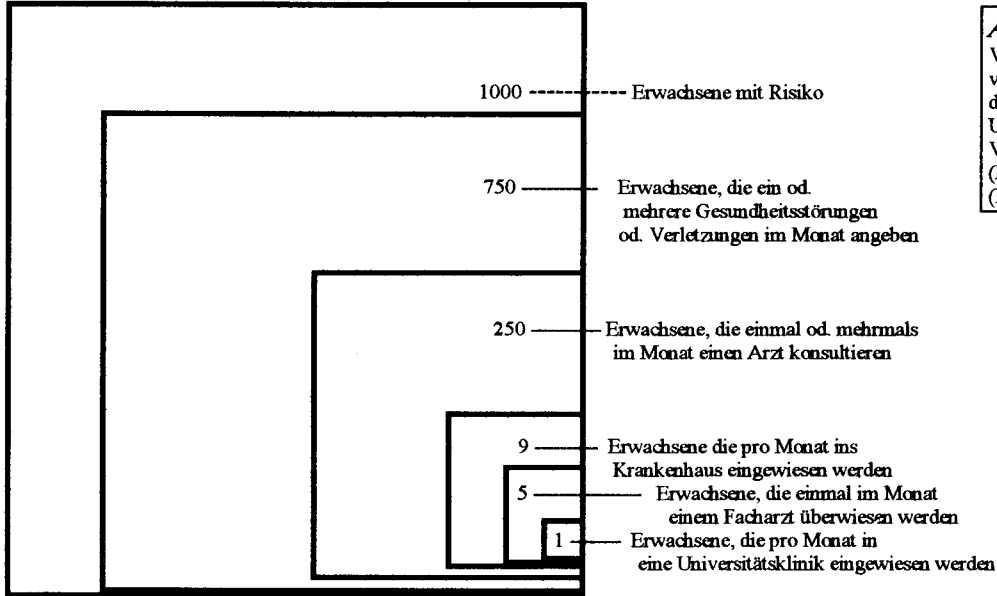 1000 Erwachsene mit Risiko
750 Erwachsene, die ein od.
mehrere Gesundheitsstörungen
od. Verletzungen im Monat angeben
250 Erwachsene, die einmal od. mehrmals
im Monat einen Arzt konsultieren
9 Erwachsene die pro Monat ins
Krankenhaus eingewiesen werden
5 Erwachsene, die einmal im Monat
einem Facharzt überwiesen werden
1 Erwachsene, die pro Monat in
eine Universitätsklinik eingewiesen werden